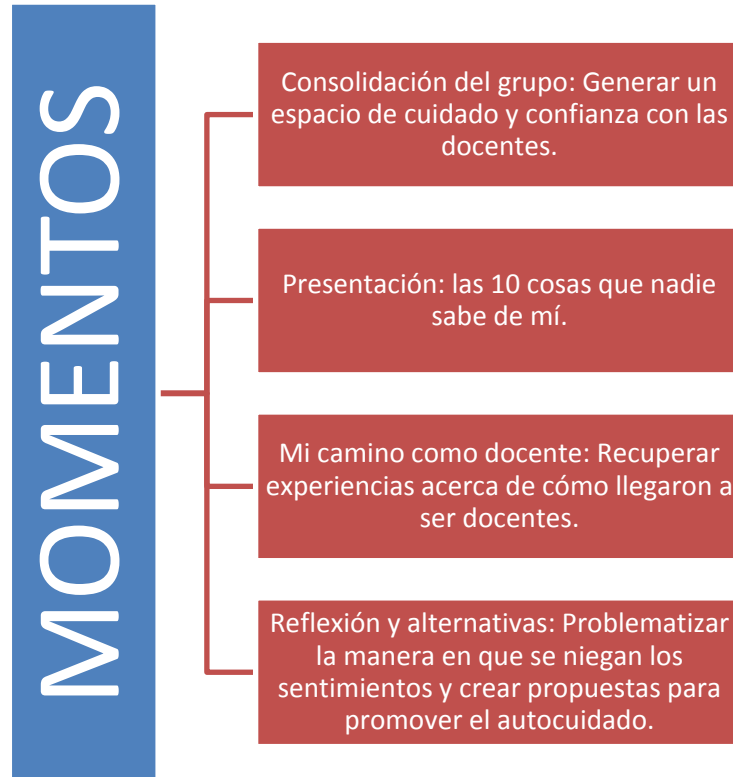 MOMENTOS
Consolidación del grupo: Generar un
espacio de cuidado y confianza con las
docentes.
Presentación: las 10 cosas que nadie
sabe de mí.
Mi camino como docente: Recuperar
experiencias acerca de cómo llegaron a
ser docentes.
Reflexión y alternativas: Problematizar
la manera en que se niegan los
sentimientos y crear propuestas para
promover el autocuidado.